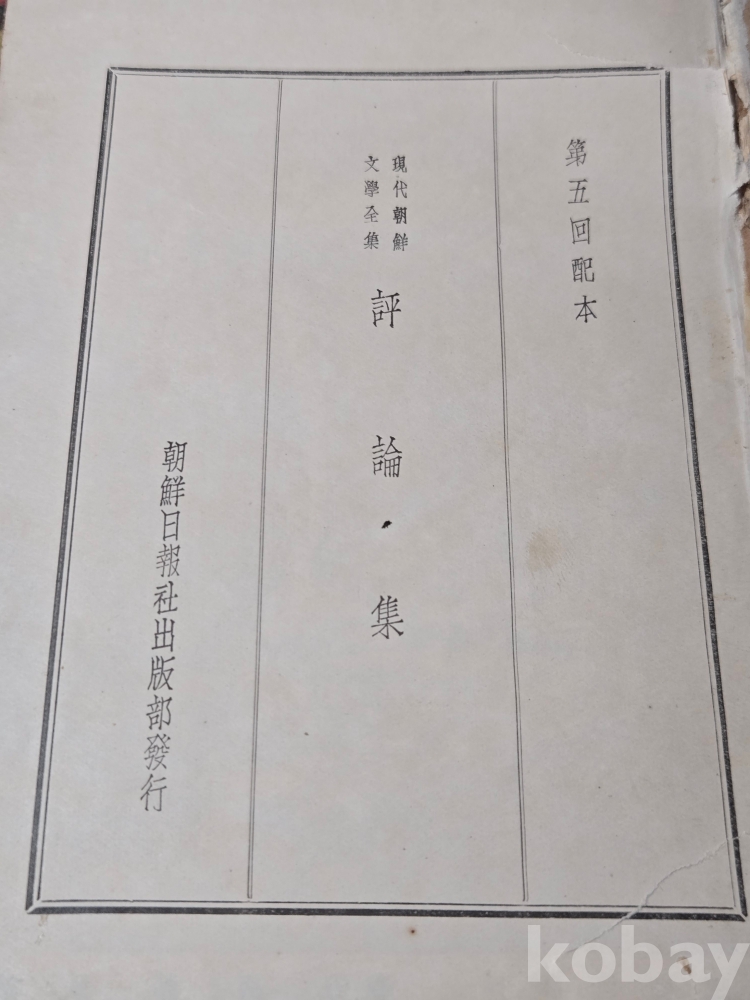 第五回配本
現代朝鮮
文學全集
評論集
朝鮮日報社出版部發行
kobay